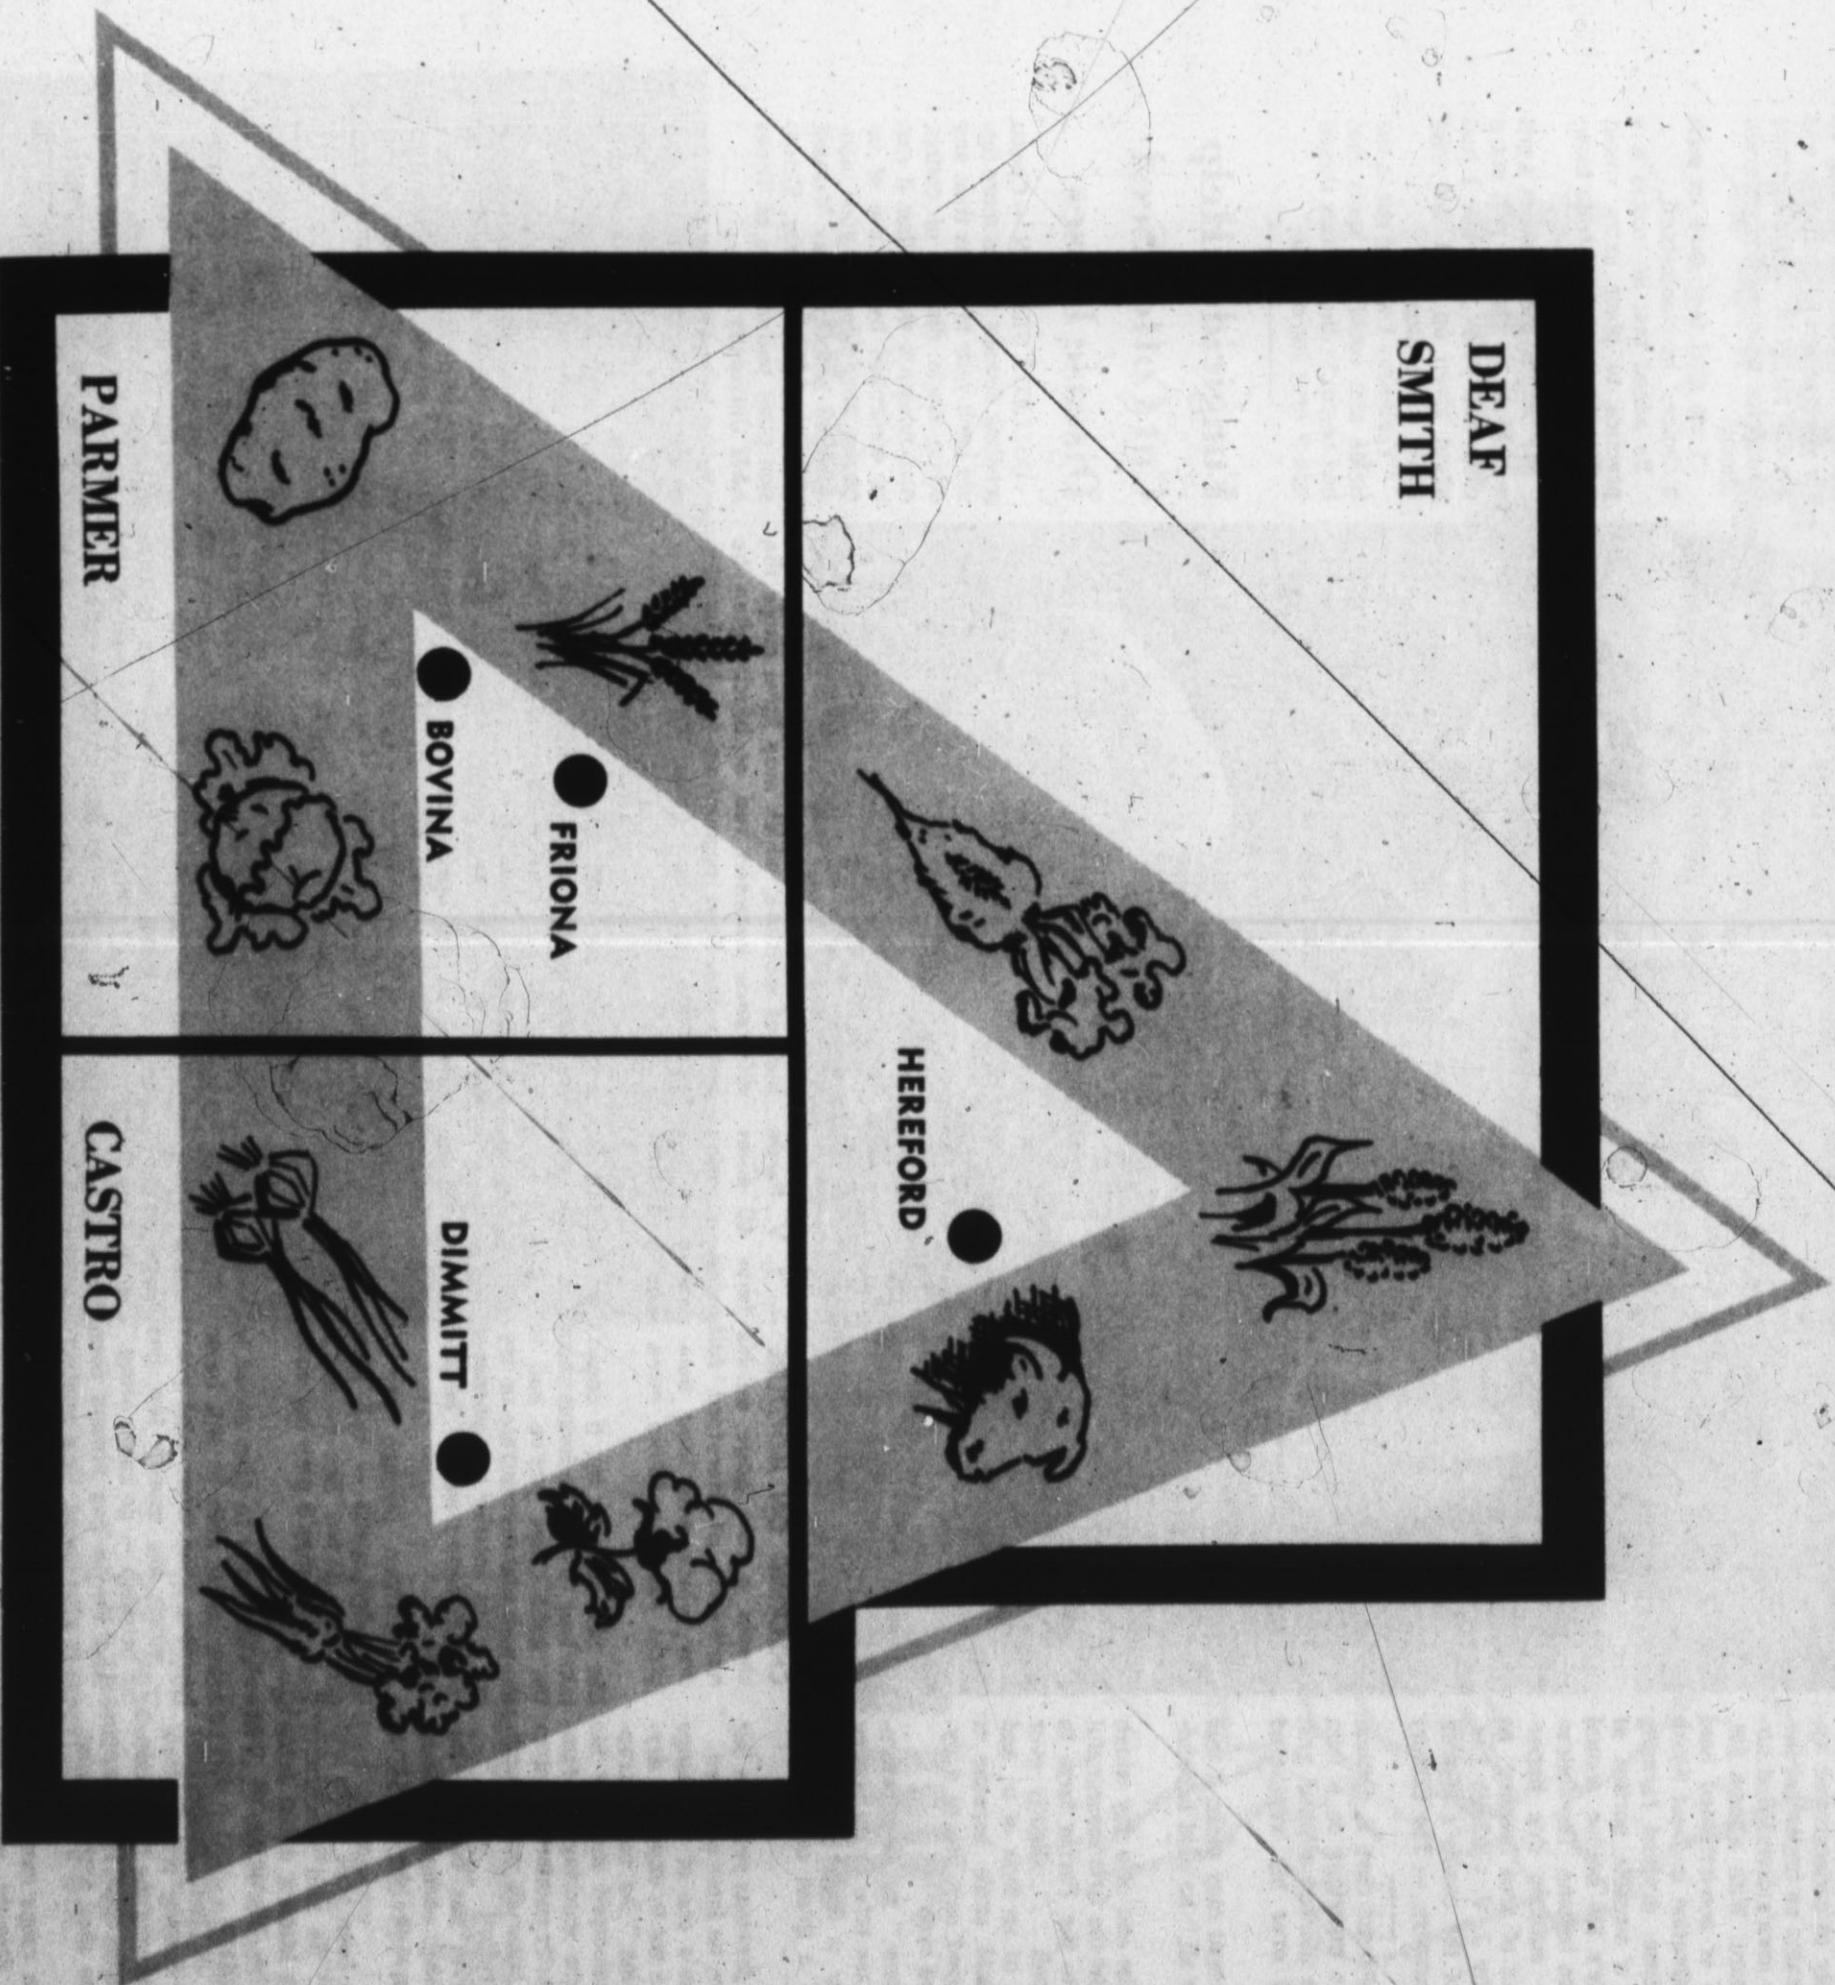 DEAF
SMITH
HEREFORD
FRIONA
BOVINA
DIMMITT
PARMER
CASTRO